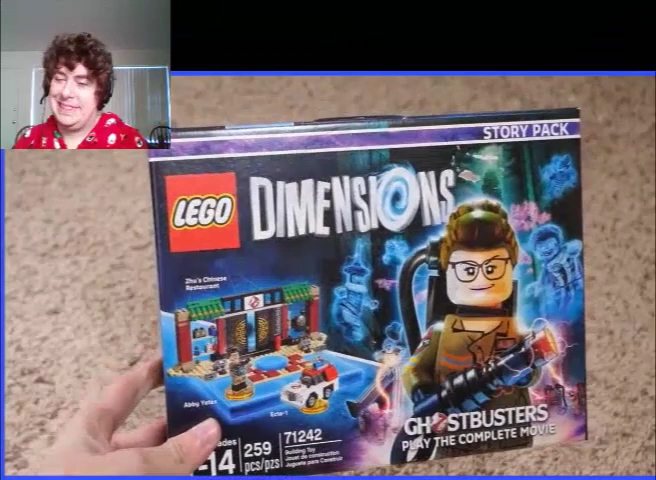 STORY PACK
LEGO
DIMENSIONS
Zhu's Chinese
Restaurant
Abby Yates
Ecto-1
-14
259
pcs/pzs
71242
Building Toy
Jouet de construction
Juguete para Construir
GHOSTBUSTERS
PLAY THE COMPLETE MOVIE